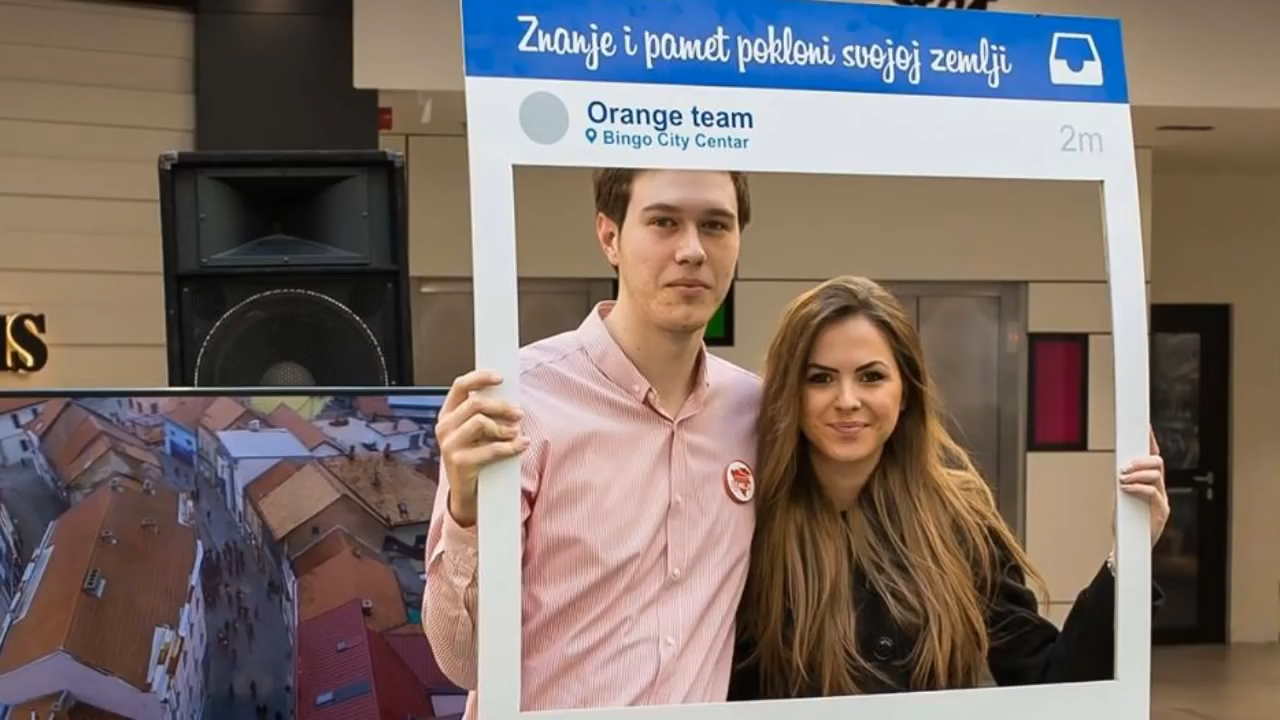 Znanje i pamet pokloni svojoj zemlji
Orange team
Bingo City Centar
2m